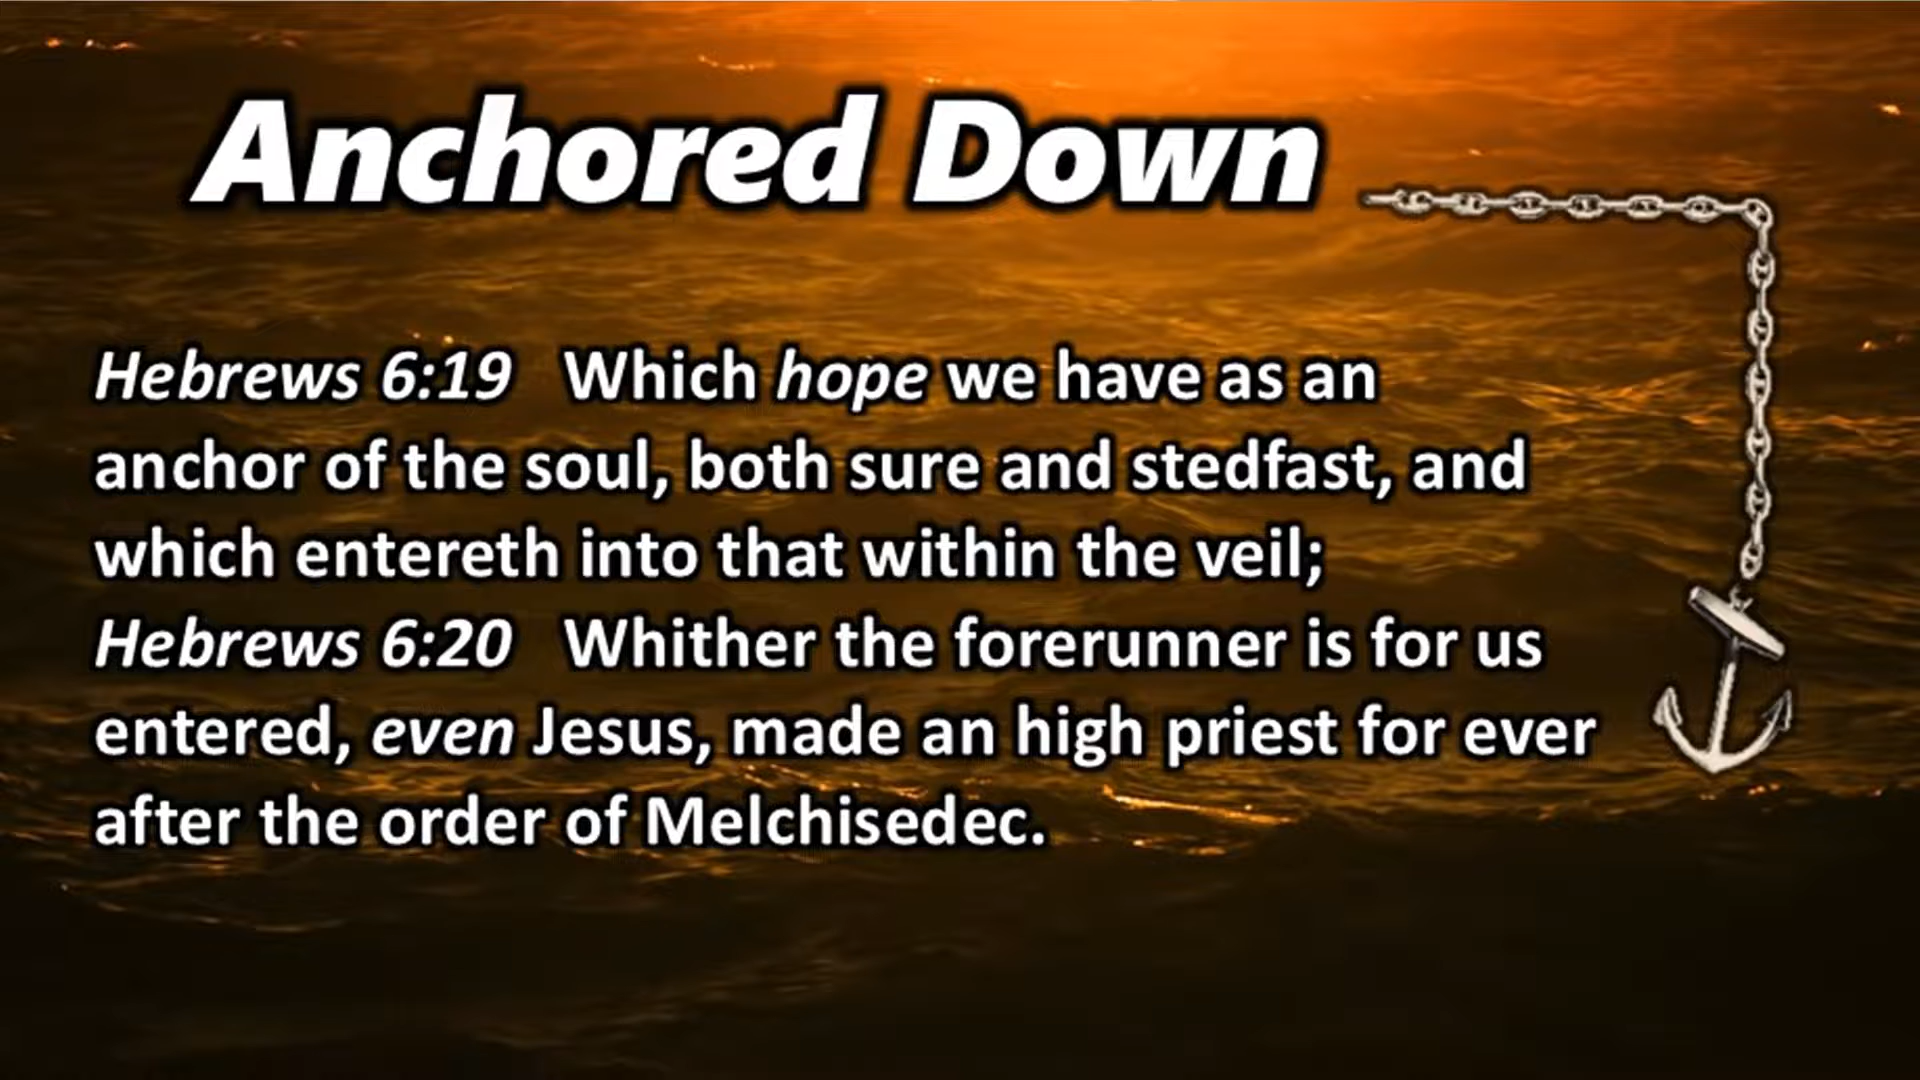 Anchored Down
Hebrews 6:19 Which hope we have as an
anchor of the soul, both sure and stedfast, and
which entereth into that within the veil;
Hebrews 6:20 Whither the forerunner is for us
entered, even Jesus, made an high priest for ever
after the order of Melchisedec.